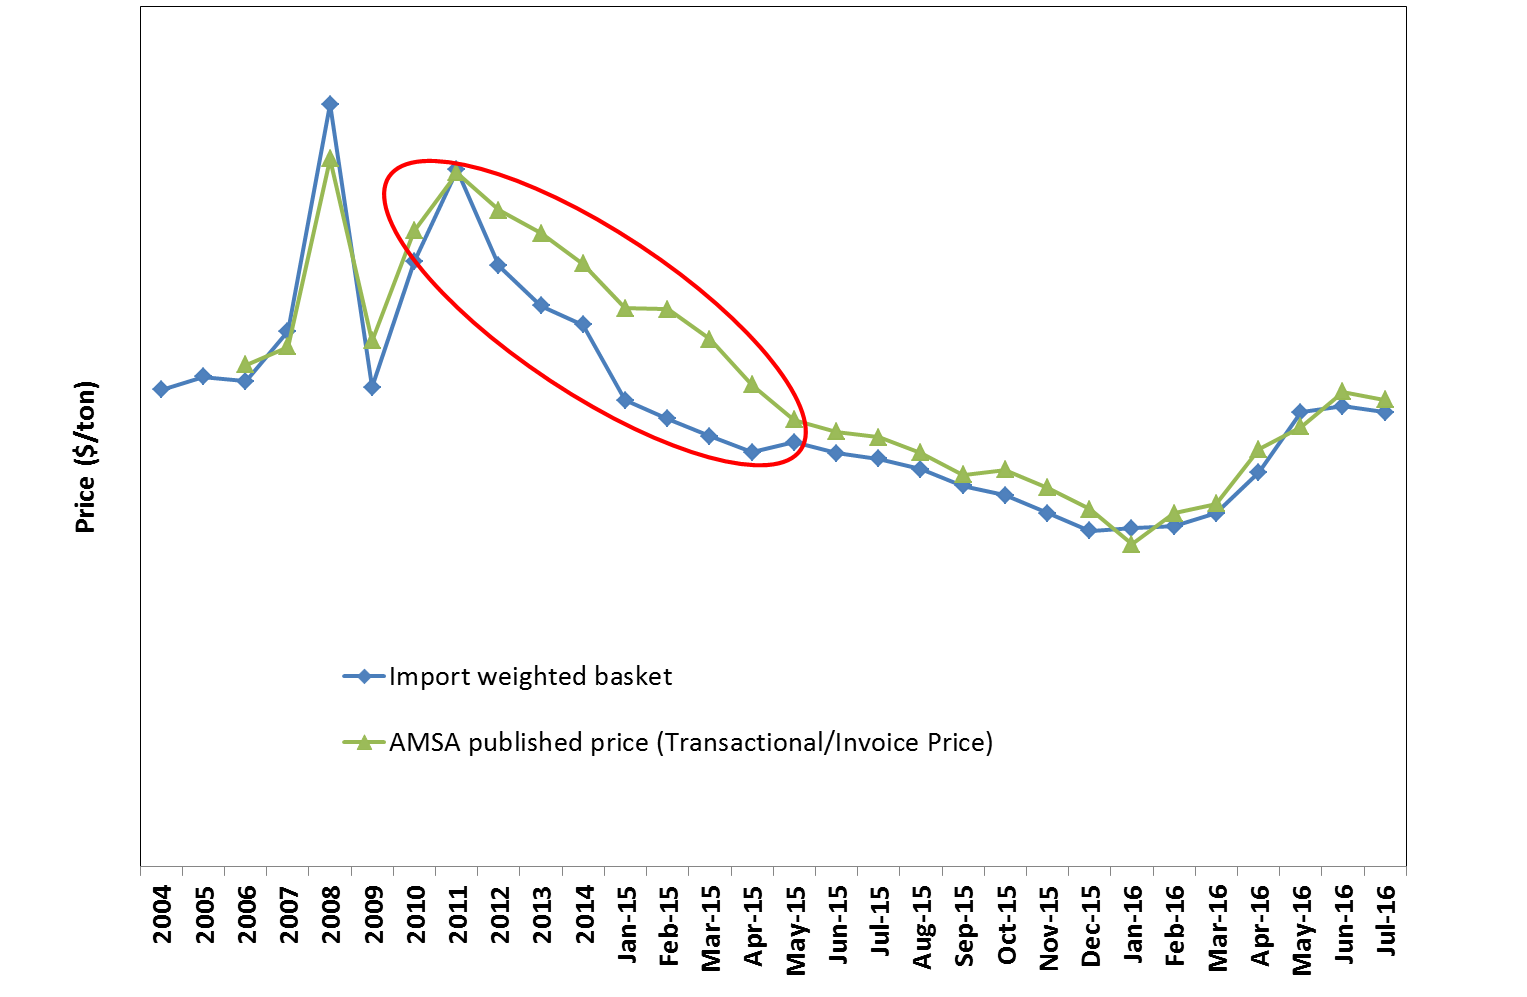 Price ($/ton)
Import weighted basket
AMSA published price (Transactional/Invoice Price)
2004
2005
2006
2007
2008
2009
2010
2011
2012
2013
2014
Jan-15
Feb-15
Mar-15
Apr-15
May-15
Jun-15
Jul-15
Aug-15
Sep-15
Oct-15
Nov-15
Dec-15
Jan-16
Feb-16
Mar-16
Apr-16
May-16
Jun-16
Jul-16